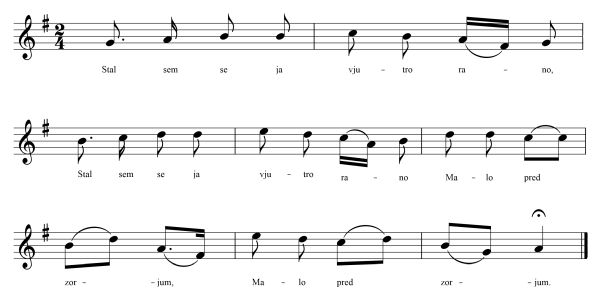 Stal sem se ja vju - tro ra - no,
Stal sem se ja vju - tro ra - no Ma - lo pred
zor - - jum, Ma - lo pred zor - - jum.